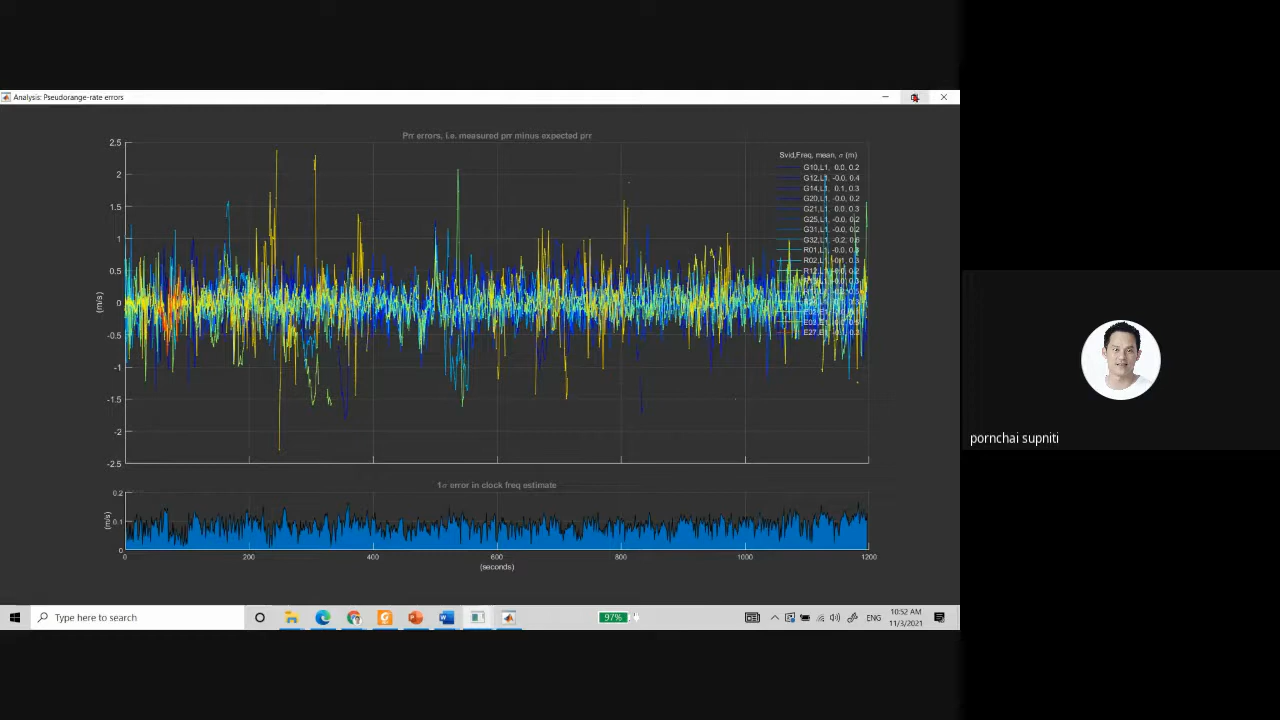 Analysis: Pseudorange-rate errors
Prr errors, i.e. measured prr minus expected prr
2.5
2
1.5
1
0.5
0
-0.5
-1
-1.5
-2
-2.5
(m/s)
Svid,Freq, mean, σ (m)
G10,L1, 0.0, 0.2
G12,L1, -0.0, 0.4
G14,L1, 0.1, 0.3
G20,L1, -0.0, 0.2
G21,L1, -0.0, 0.3
G25,L1, -0.0, 0.2
G31,L1, -0.0, 0.2
G32,L1, -0.2,
R01,L1, -0.0,
R02,L1,
R12,L1,
E27,E1,
1σ error in clock freq estimate
0.2
0.1
0
(m/s)
0 200 400 600 800 1000 1200
(seconds)
pornchai supniti
Type here to search
97%
ENG
10:52 AM
11/3/2021